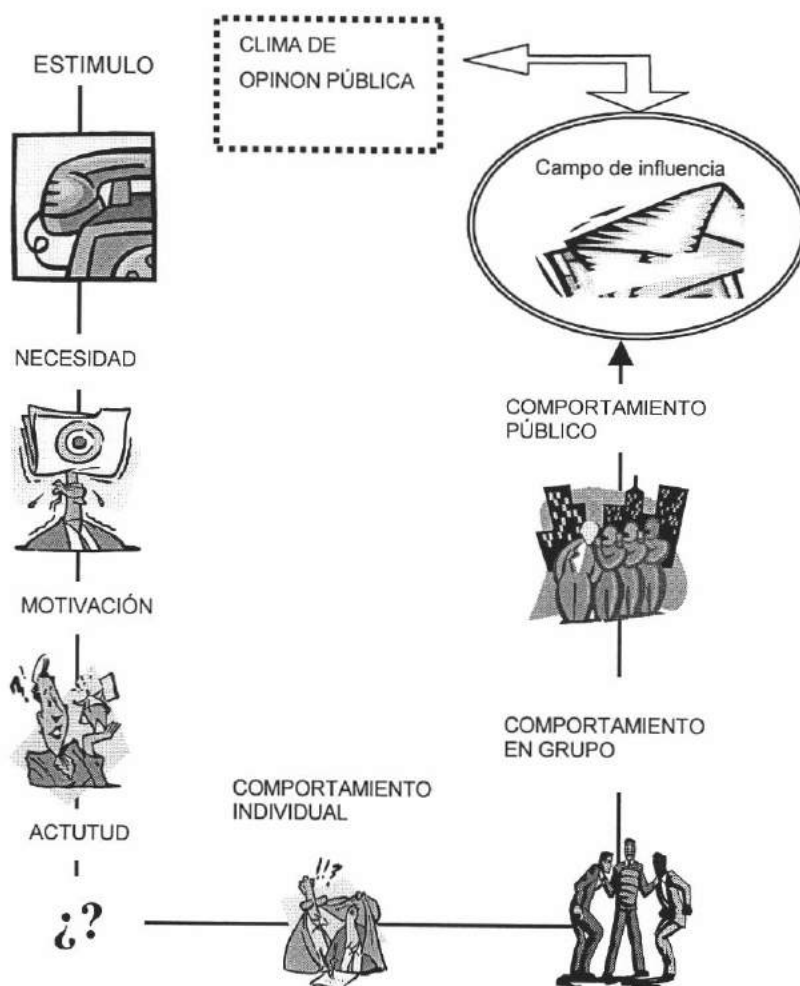 ESTIMULO
CLIMA DE
OPINON PÚBLICA
Campo de influencia
NECESIDAD
COMPORTAMIENTO
PÚBLICO
MOTIVACIÓN
COMPORTAMIENTO
EN GRUPO
COMPORTAMIENTO
INDIVIDUAL
ACTUTUD
¿?
!!?